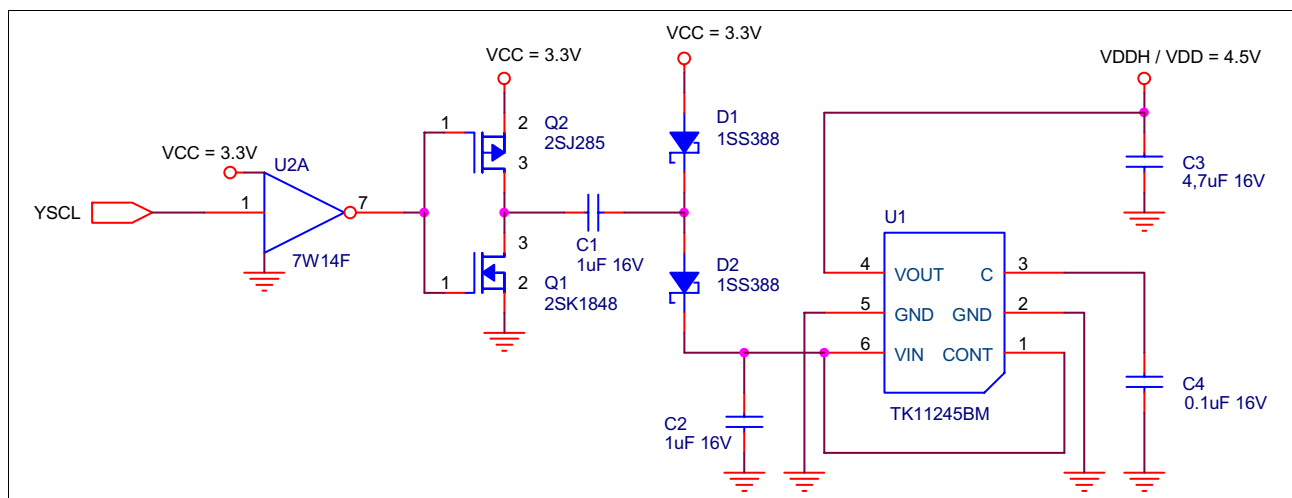 VCC = 3.3V
VCC = 3.3V
VDDH / VDD = 4.5V
VCC = 3.3V
U2A
YSCL
1
7
7W14F
1
2
Q2
2SJ285
3
C1
1uF 16V
1
3
Q1
2
2SK1848
D1
1SS388
D2
1SS388
C2
1uF 16V
U1
4
VOUT
C
3
5
GND
GND
2
6
VIN
CONT
1
TK11245BM
C3
4,7uF 16V
C4
0.1uF 16V